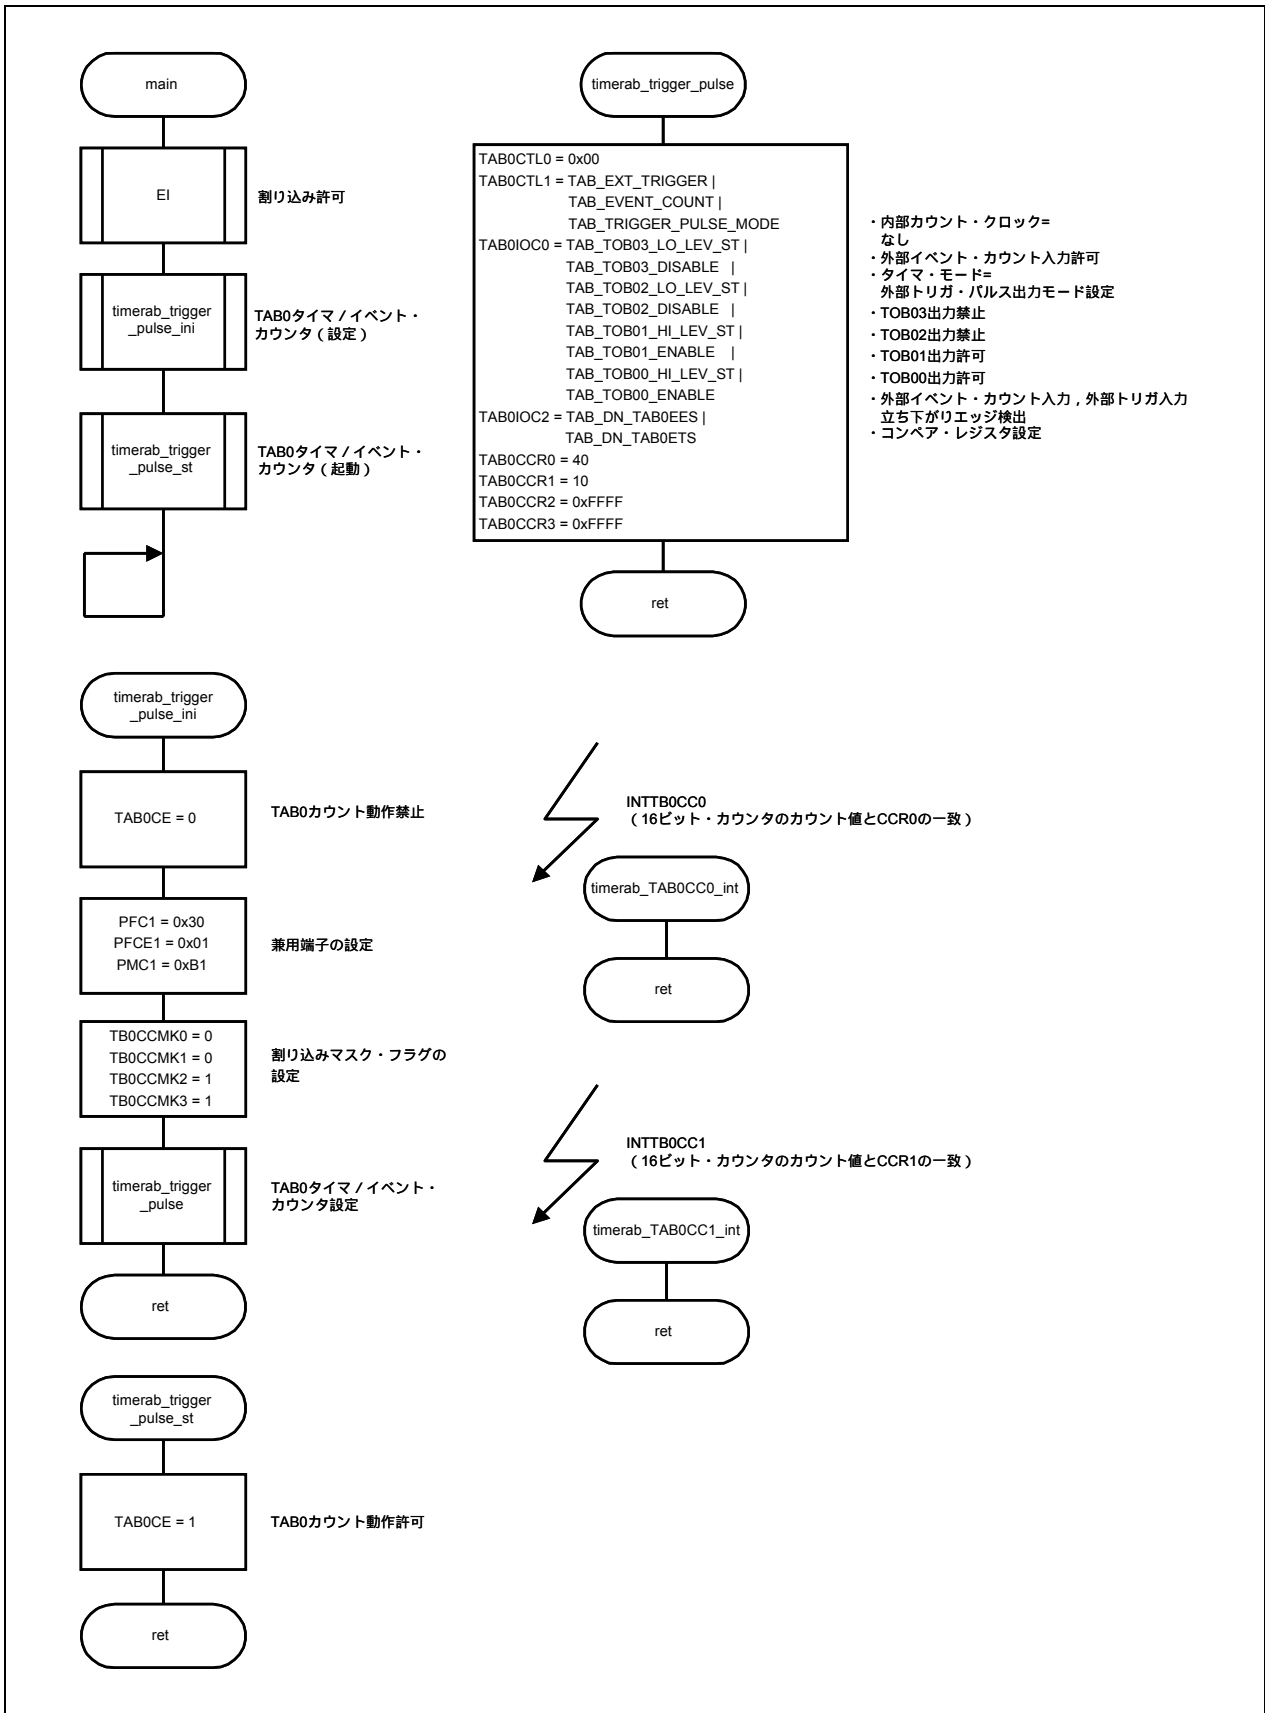 main
EI
割り込み許可
timerab_trigger
_pulse_ini
TAB0タイマ / イベント・
カウンタ ( 設定 )
timerab_trigger
_pulse_st
TAB0タイマ / イベント・
カウンタ ( 起動 )
timerab_trigger_pulse
TAB0CTL0 = 0x00
TAB0CTL1 = TAB_EXT_TRIGGER |
TAB_EVENT_COUNT |
TAB_TRIGGER_PULSE_MODE
TAB0IOC0 = TAB_TOB03_LO_LEV_ST |
TAB_TOB03_DISABLE |
TAB_TOB02_LO_LEV_ST |
TAB_TOB02_DISABLE |
TAB_TOB01_HI_LEV_ST |
TAB_TOB01_ENABLE |
TAB_TOB00_HI_LEV_ST |
TAB_TOB00_ENABLE
TAB0IOC2 = TAB_DN_TAB0EES |
TAB_DN_TAB0ETS
TAB0CCR0 = 40
TAB0CCR1 = 10
TAB0CCR2 = 0xFFFF
TAB0CCR3 = 0xFFFF
・内部カウント・クロック=
なし
・外部イベント・カウント入力許可
・タイマ・モード=
外部トリガ・パルス出力モード設定
・TOB03出力禁止
・TOB02出力禁止
・TOB01出力許可
・TOB00出力許可
・外部イベント・カウント入力 , 外部トリガ入力
立ち下がりエッジ検出
・コンペア・レジスタ設定
ret
timerab_trigger
_pulse_ini
TAB0CE = 0
TAB0カウント動作禁止
PFC1 = 0x30
PFCE1 = 0x01
PMC1 = 0xB1
兼用端子の設定
TB0CCMK0 = 0
TB0CCMK1 = 0
TB0CCMK2 = 1
TB0CCMK3 = 1
割り込みマスク・フラグの
設定
timerab_trigger
_pulse
TAB0タイマ / イベント・
カウンタ設定
ret
INTTB0CC0
( 16ビット・カウンタのカウント値とCCR0の一致 )
timerab_TAB0CC0_int
ret
INTTB0CC1
( 16ビット・カウンタのカウント値とCCR1の一致 )
timerab_TAB0CC1_int
ret
timerab_trigger
_pulse_st
TAB0CE = 1
TAB0カウント動作許可
ret